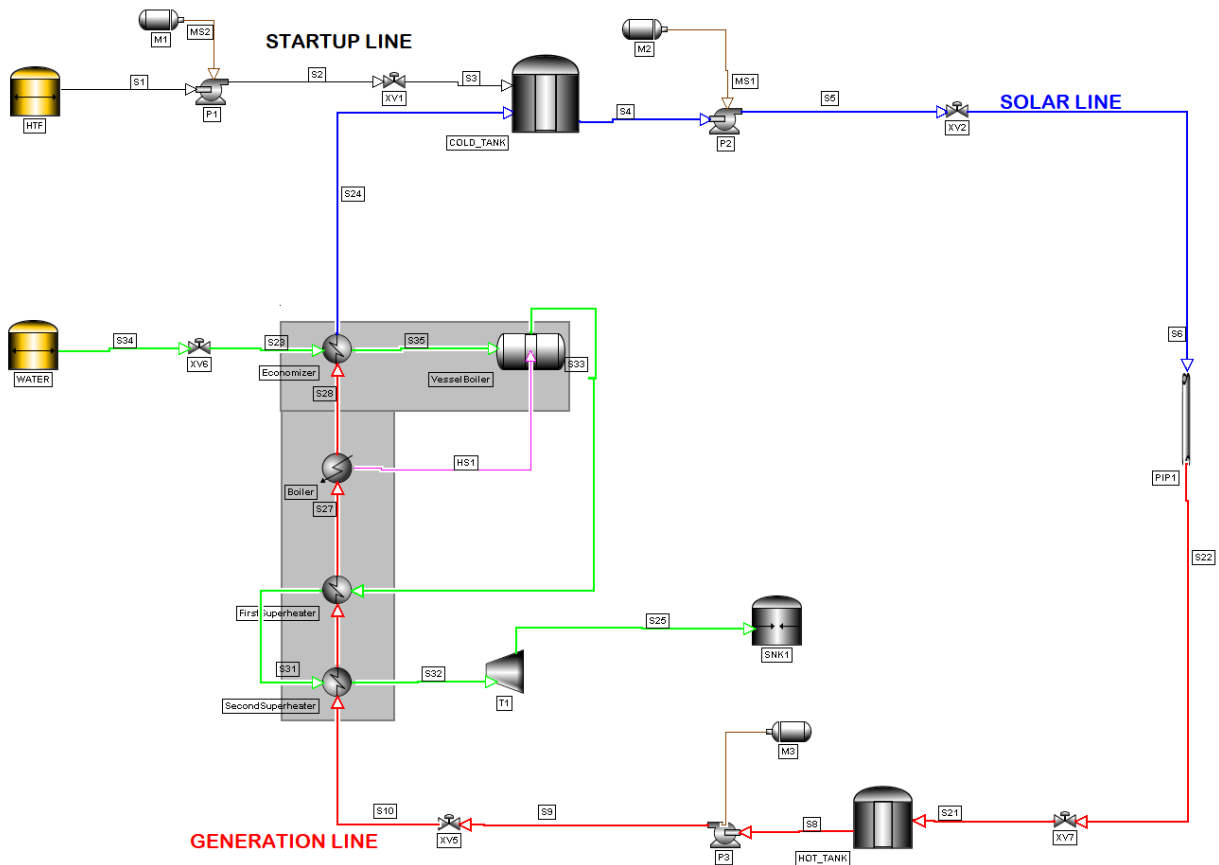 M1
MS2
STARTUP LINE
M2
S1
S2
S3
MS1
S5
SOLAR LINE
HTF
P1
XV1
S4
P2
XV2
COLD_TANK
S24
S34
S23
S35
S6
WATER
XV6
Economizer
Vessel Boiler
S33
S28
HS1
Boiler
S27
PIP1
S22
First Superheater
S25
SNK1
S31
S32
Second Superheater
T1
M3
S10
S9
S8
S21
GENERATION LINE
XV5
P3
HOT_TANK
XV7